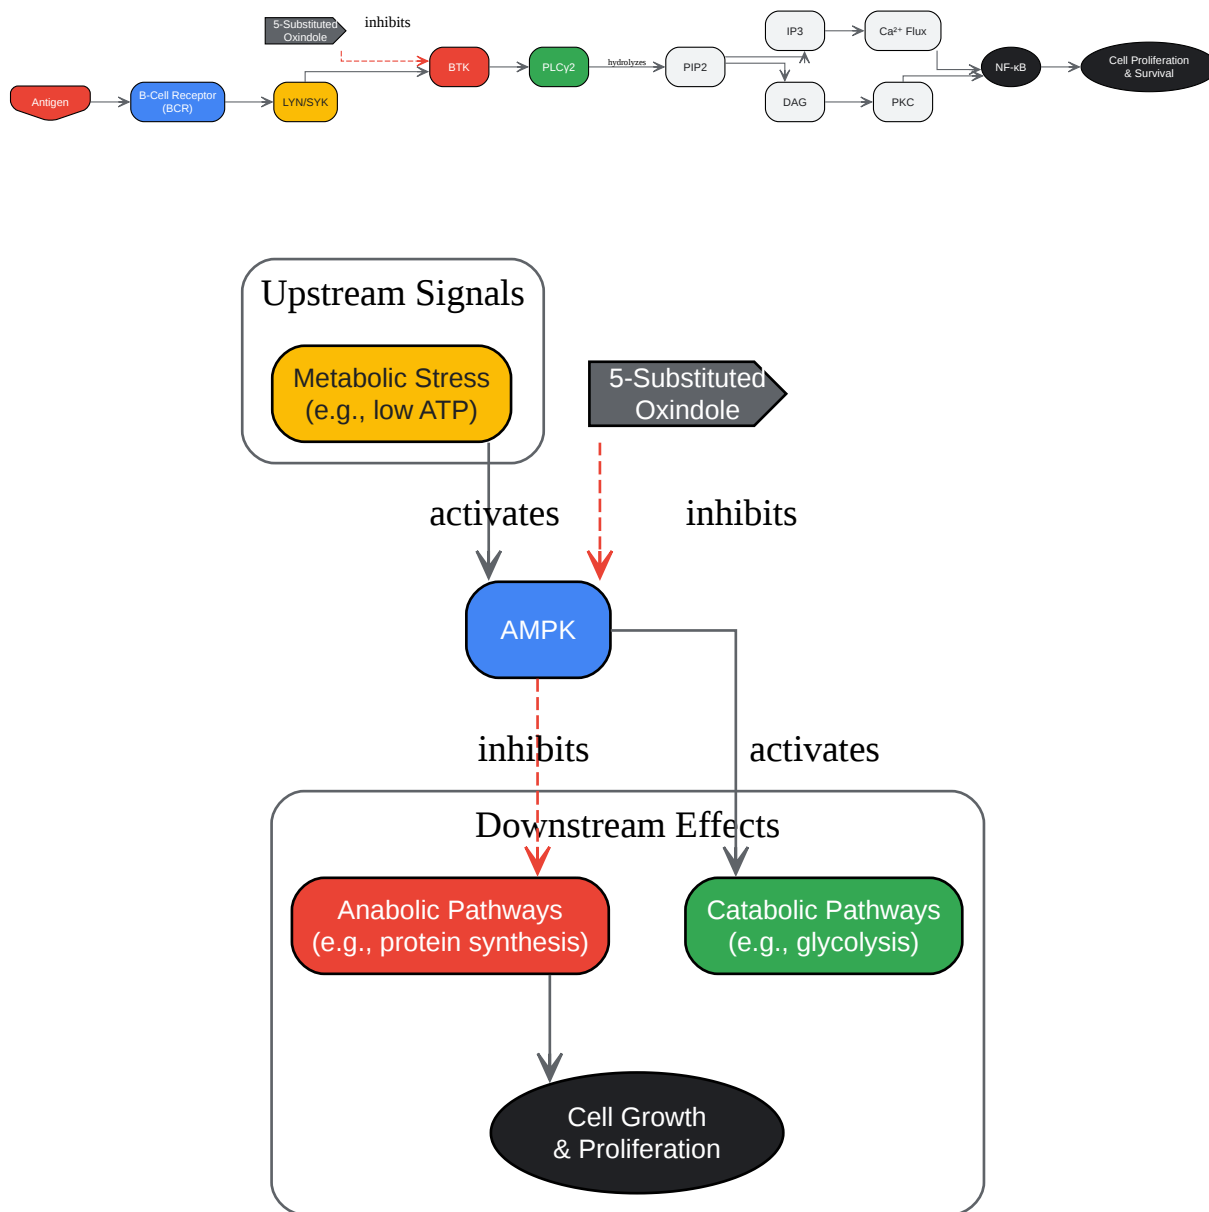 5-Substituted
Oxindole
inhibits
Antigen
B-Cell Receptor
(BCR)
LYN/SYK
BTK
PLCγ2
hydrolyzes
PIP2
IP3
Ca²⁺ Flux
DAG
PKC
NF-κB
Cell Proliferation
& Survival
Upstream Signals
Metabolic Stress
(e.g., low ATP)
5-Substituted
Oxindole
activates
inhibits
AMPK
inhibits
activates
Downstream Effects
Anabolic Pathways
(e.g., protein synthesis)
Catabolic Pathways
(e.g., glycolysis)
Cell Growth
& Proliferation